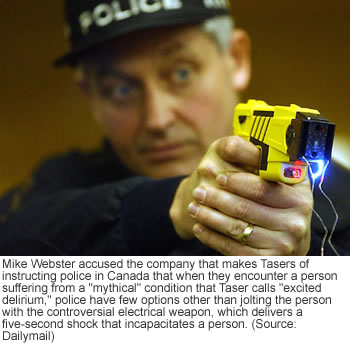 POLICE
Mike Webster accused the company that makes Tasers of
instructing police in Canada that when they encounter a person
suffering from a "mythical" condition that Taser calls "excited
delirium," police have few options other than jolting the person
with the controversial electrical weapon, which delivers a
five-second shock that incapacitates a person. (Source:
Dailymail)